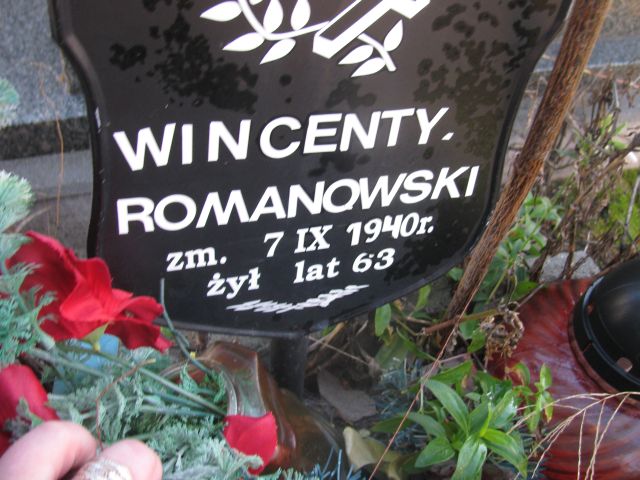 WINCENTY.
ROMANOWSKI
zm. 7 IX 1940r.
żył lat 63